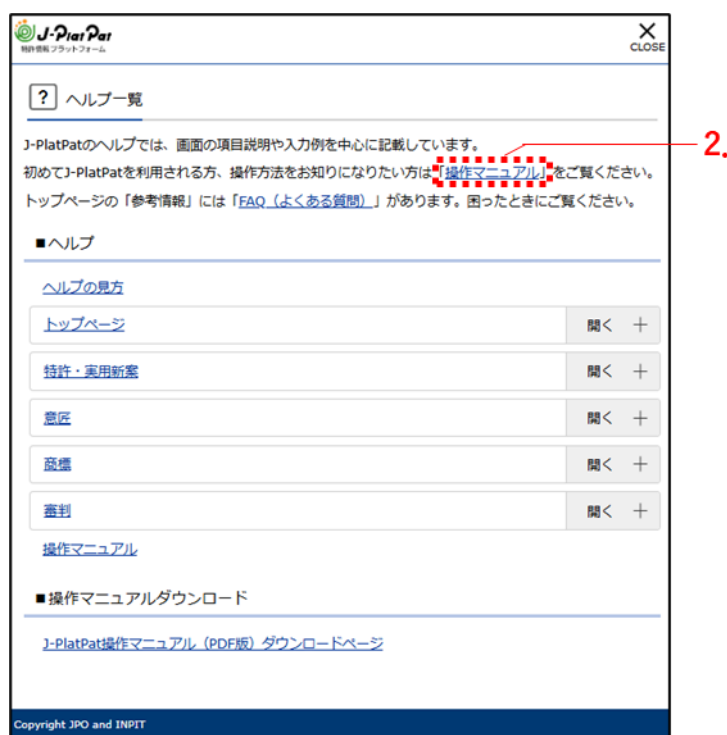 J-PlatPat
特許情報プラットフォーム
CLOSE
? ヘルプ一覧
J-PlatPatのヘルプでは、画面の項目説明や入力例を中心に記載しています。
2.
初めてJ-PlatPatを利用される方、操作方法をお知りになりたい方は「操作マニュアル」をご覧ください。
トップページの「参考情報」には「FAQ（よくある質問）」があります。困ったときにご覧ください。
■ヘルプ
ヘルプの見方
トップページ 開く ＋
特許・実用新案 開く ＋
意匠 開く ＋
商標 開く ＋
審判 開く ＋
操作マニュアル
■操作マニュアルダウンロード
J-PlatPat操作マニュアル（PDF版）ダウンロードページ
Copyright JPO and INPIT